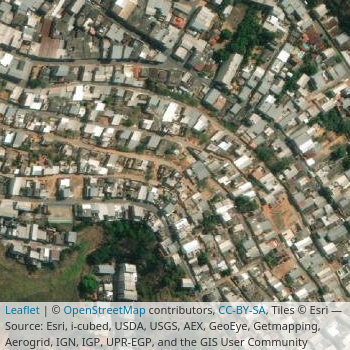 Leaflet | © OpenStreetMap contributors, CC-BY-SA, Tiles © Esri —
Source: Esri, i-cubed, USDA, USGS, AEX, GeoEye, Getmapping,
Aerogrid, IGN, IGP, UPR-EGP, and the GIS User Community